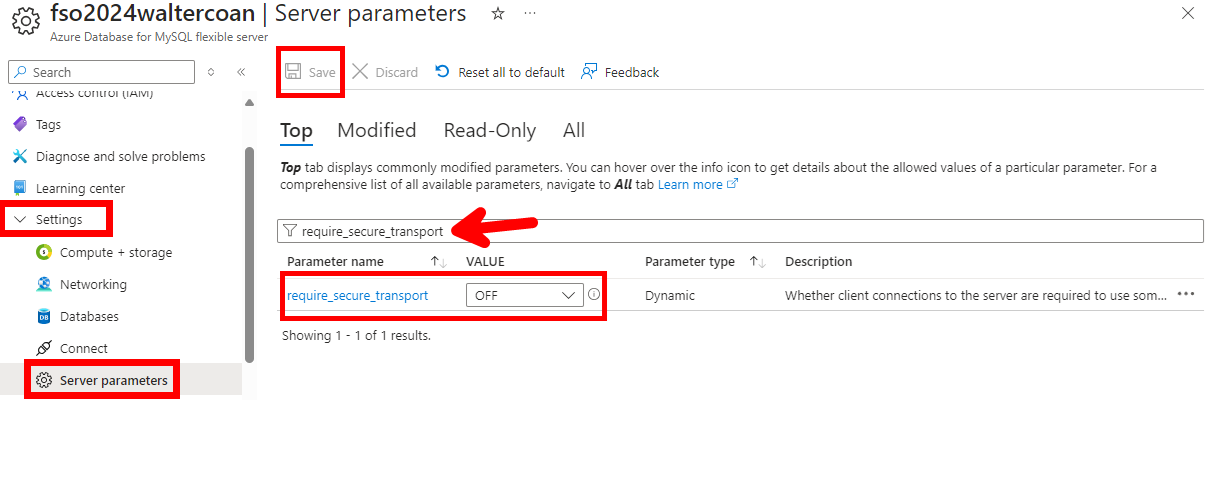 fso2024waltercoan | Server parameters
Azure Database for MySQL flexible server
Search
Save
Discard
Reset all to default
Feedback
Access control (IAM)
Tags
Diagnose and solve problems
Learning center
Settings
Compute + storage
Networking
Databases
Connect
Server parameters
Top Modified Read-Only All
Top tab displays commonly modified parameters. You can hover over the info icon to get details about the allowed values of a particular parameter. For a
comprehensive list of all available parameters, navigate to All tab Learn more
require_secure_transport
Parameter name VALUE Parameter type Description
require_secure_transport OFF Dynamic Whether client connections to the server are required to use som...
Showing 1 - 1 of 1 results.